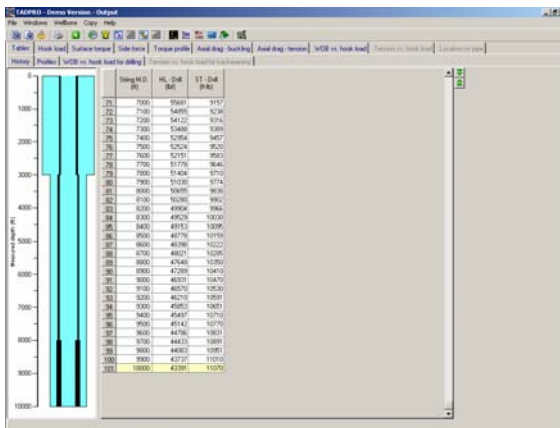 TADPRO - Demo Version - Output
File Windows Wellbore Copy Help
Tables Hook load Surface torque Side force Torque profile Axial drag - buckling Axial drag - tension WOB vs. hook load Tension vs. hook load Location on pipe
History Profiles WOB vs. hook load for drilling Tension vs. hook load for backreaming
String M.D. (ft) HL - Drill (lbf) ST - Drill (ft-lb)
71 7000 55681 9157
72 7100 54895 9238
73 7200 54122 9316
74 7300 53488 9389
75 7400 52954 9457
76 7500 52524 9520
77 7600 52151 9583
78 7700 51778 9646
79 7800 51404 9710
80 7900 51030 9774
81 8000 50655 9838
82 8100 50280 9902
83 8200 49904 9966
84 8300 49529 10030
85 8400 49153 10095
86 8500 48778 10159
87 8600 48398 10222
88 8700 48021 10285
89 8800 47648 10350
90 8900 47289 10410
91 9000 46931 10470
92 9100 46570 10530
93 9200 46210 10591
94 9300 45853 10651
95 9400 45497 10710
96 9500 45142 10770
97 9600 44786 10831
98 9700 44433 10891
99 9800 44083 10951
100 9900 43737 11010
101 10000 43391 11070
Measured depth (ft)
0
1000
2000
3000
4000
5000
6000
7000
8000
9000
10000